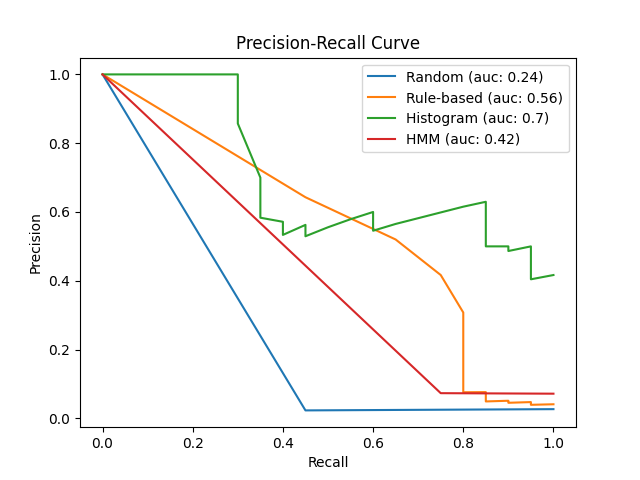 Precision-Recall Curve
Random (auc: 0.24)
Rule-based (auc: 0.56)
Histogram (auc: 0.7)
HMM (auc: 0.42)
Precision
1.0
0.8
0.6
0.4
0.2
0.0
0.0 0.2 0.4 0.6 0.8 1.0
Recall